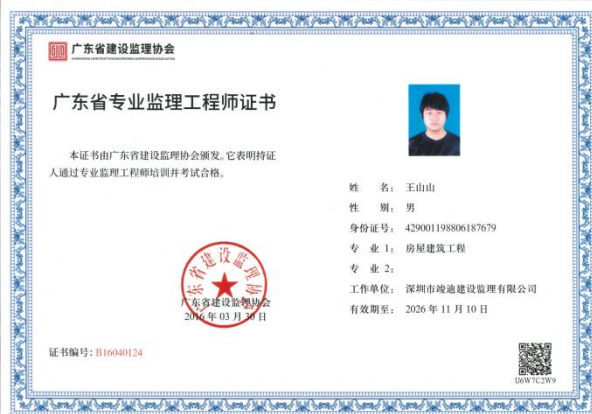 广东省建设监理协会
广东省专业监理工程师证书
本证书由广东省建设监理协会颁发。它表明持证
人通过专业监理工程师培训并考试合格。
姓 名：王山山
性 别：男
身份证号：429001198806187679
专 业 1：房屋建筑工程
专 业 2：
工作单位：深圳市竣迪建设监理有限公司
有效期至：2026 年 11 月 10 日
广东省建设监理协会
广东省建设监理协会
2016 年 03 月 30 日
证书编号：B16040124
U6W7C2W9